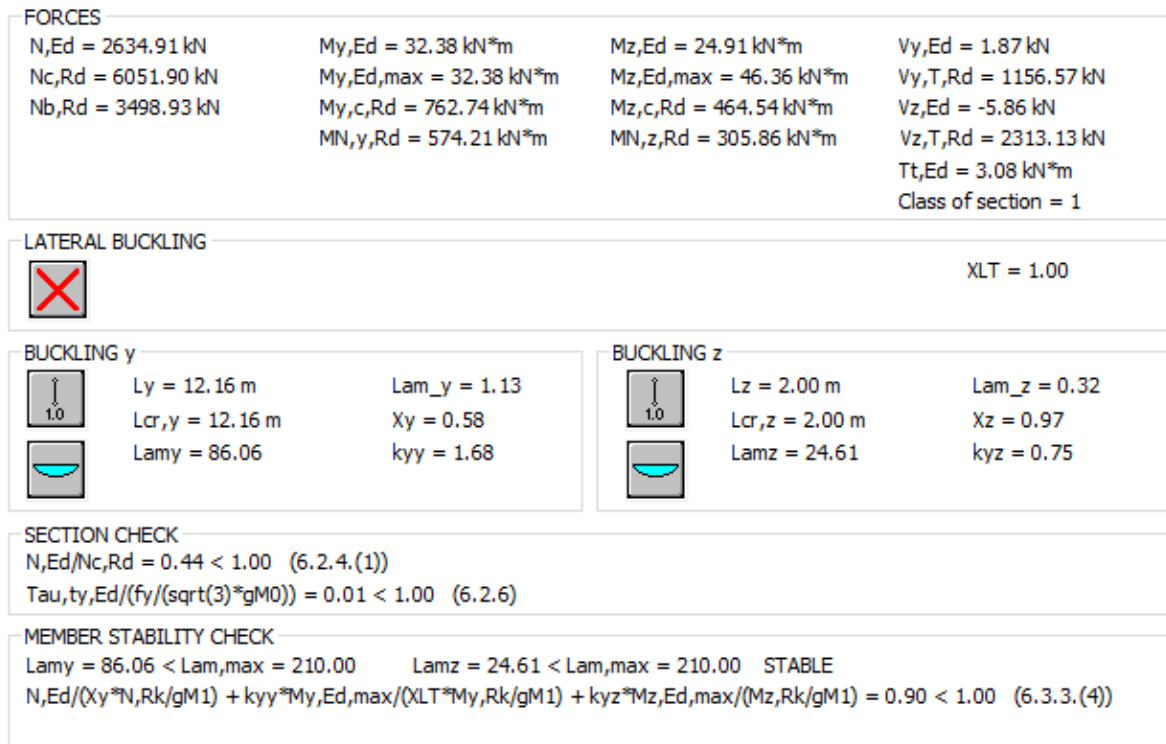 FORCES
N,Ed = 2634.91 kN My,Ed = 32.38 kN*m Mz,Ed = 24.91 kN*m Vy,Ed = 1.87 kN
Nc,Rd = 6051.90 kN My,Ed,max = 32.38 kN*m Mz,Ed,max = 46.36 kN*m Vy,T,Rd = 1156.57 kN
Nb,Rd = 3498.93 kN My,c,Rd = 762.74 kN*m Mz,c,Rd = 464.54 kN*m Vz,Ed = -5.86 kN
MN,y,Rd = 574.21 kN*m MN,z,Rd = 305.86 kN*m Vz,T,Rd = 2313.13 kN
Tt,Ed = 3.08 kN*m
Class of section = 1
LATERAL BUCKLING
XLT = 1.00
BUCKLING y
1.0
Ly = 12.16 m Lam_y = 1.13
Lcr,y = 12.16 m Xy = 0.58
Lamy = 86.06 kyy = 1.68
BUCKLING z
1.0
Lz = 2.00 m Lam_z = 0.32
Lcr,z = 2.00 m Xz = 0.97
Lamz = 24.61 kyz = 0.75
SECTION CHECK
N,Ed/Nc,Rd = 0.44 < 1.00 (6.2.4.(1))
Tau,ty,Ed/(fy/(sqrt(3)*gM0)) = 0.01 < 1.00 (6.2.6)
MEMBER STABILITY CHECK
Lamy = 86.06 < Lam,max = 210.00 Lamz = 24.61 < Lam,max = 210.00 STABLE
N,Ed/(Xy*N,Rk/gM1) + kyy*My,Ed,max/(XLT*My,Rk/gM1) + kyz*Mz,Ed,max/(Mz,Rk/gM1) = 0.90 < 1.00 (6.3.3.(4))